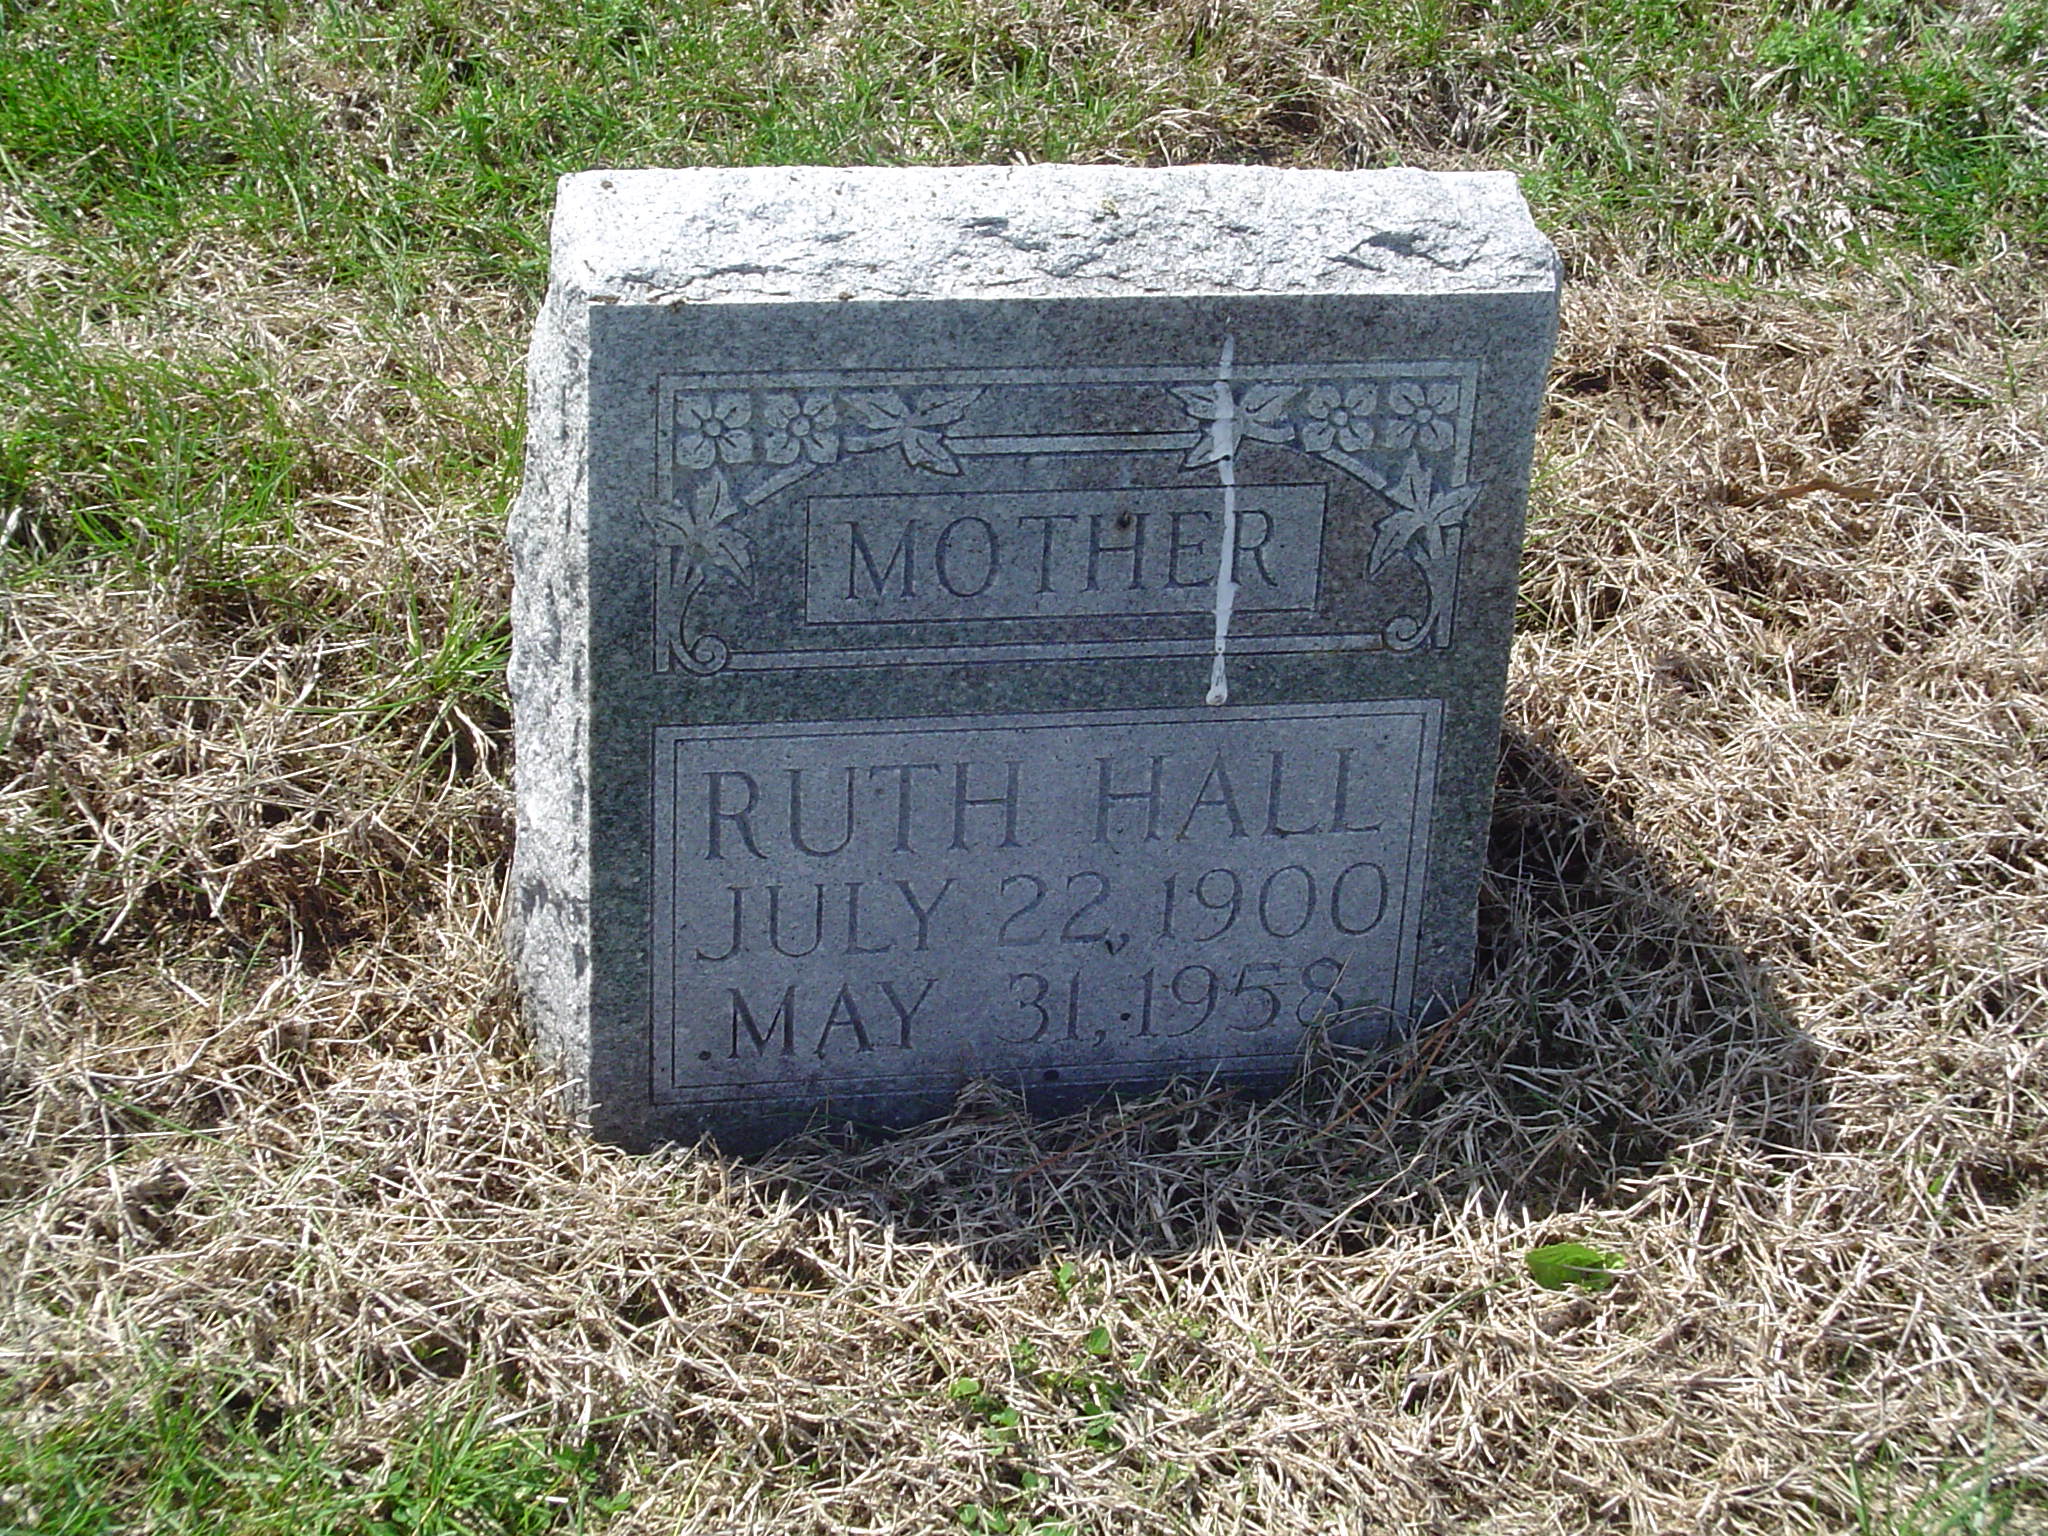 MOTHER
RUTH HALL
JULY 22, 1900
MAY 31, 1958